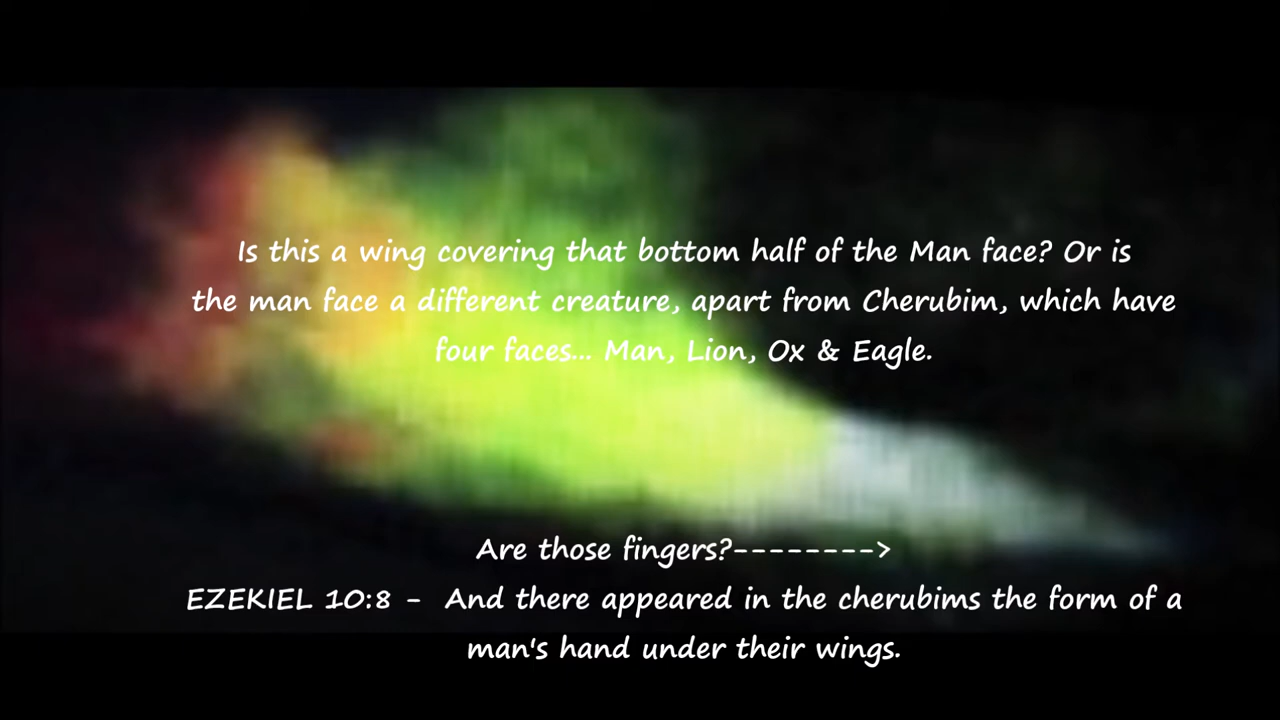 Is this a wing covering that bottom half of the Man face? Or is
the man face a different creature, apart from Cherubim, which have
four faces... Man, Lion, Ox & Eagle.
Are those fingers?-------->
EZEKIEL 10:8 - And there appeared in the cherubims the form of a
man's hand under their wings.